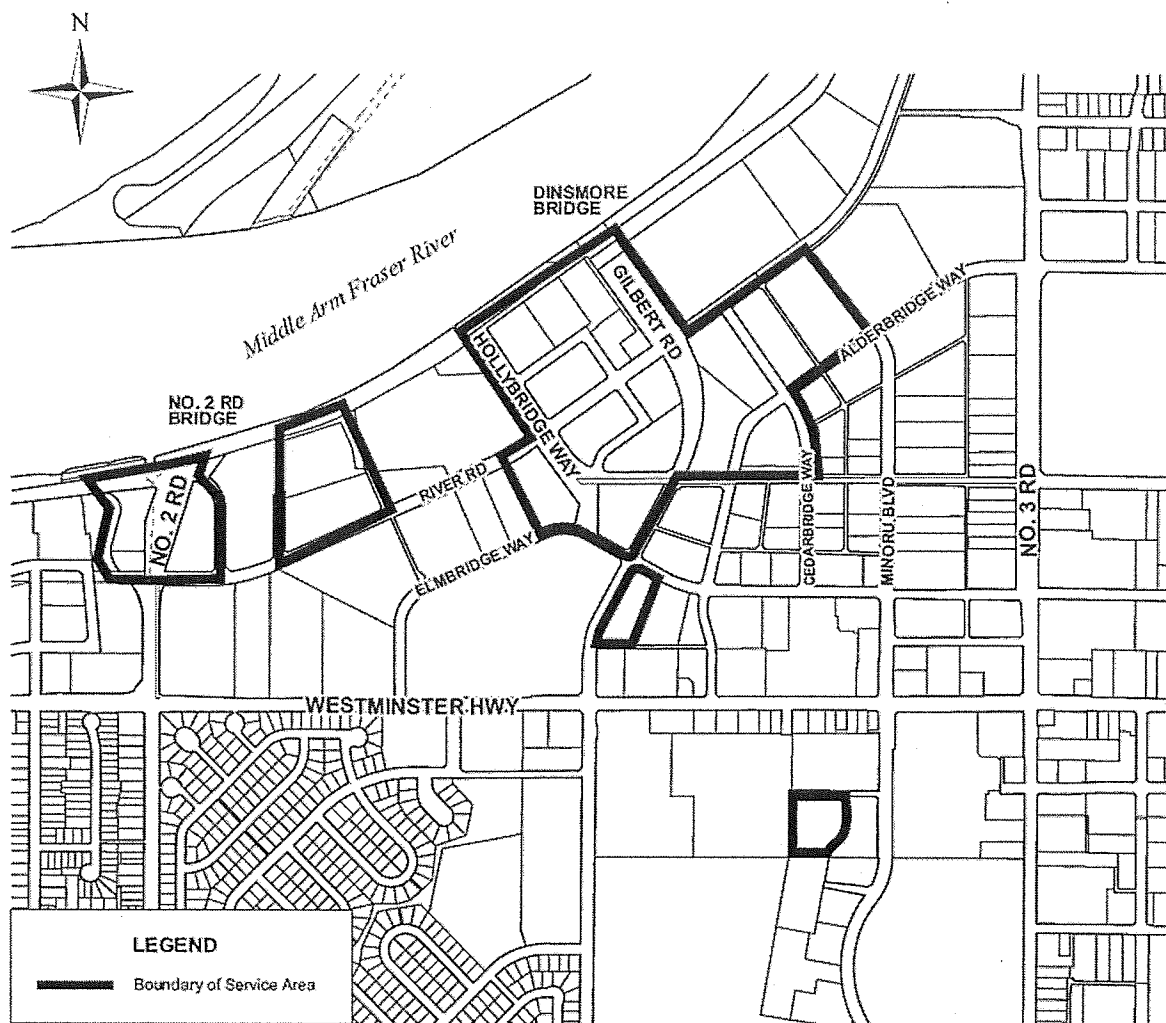 N
DINSMORE
BRIDGE
Middle Arm Fraser River
GILBERT RD
ALDERBRIDGE WAY
HOLLYBRIDGE WAY
NO. 2 RD
BRIDGE
NO. 2 RD
RIVER RD
ELMBRIDGE WAY
CEDARBRIDGE WAY
MINORU BLVD
NO. 3 RD
WESTMINSTER HWY
LEGEND
Boundary of Service Area